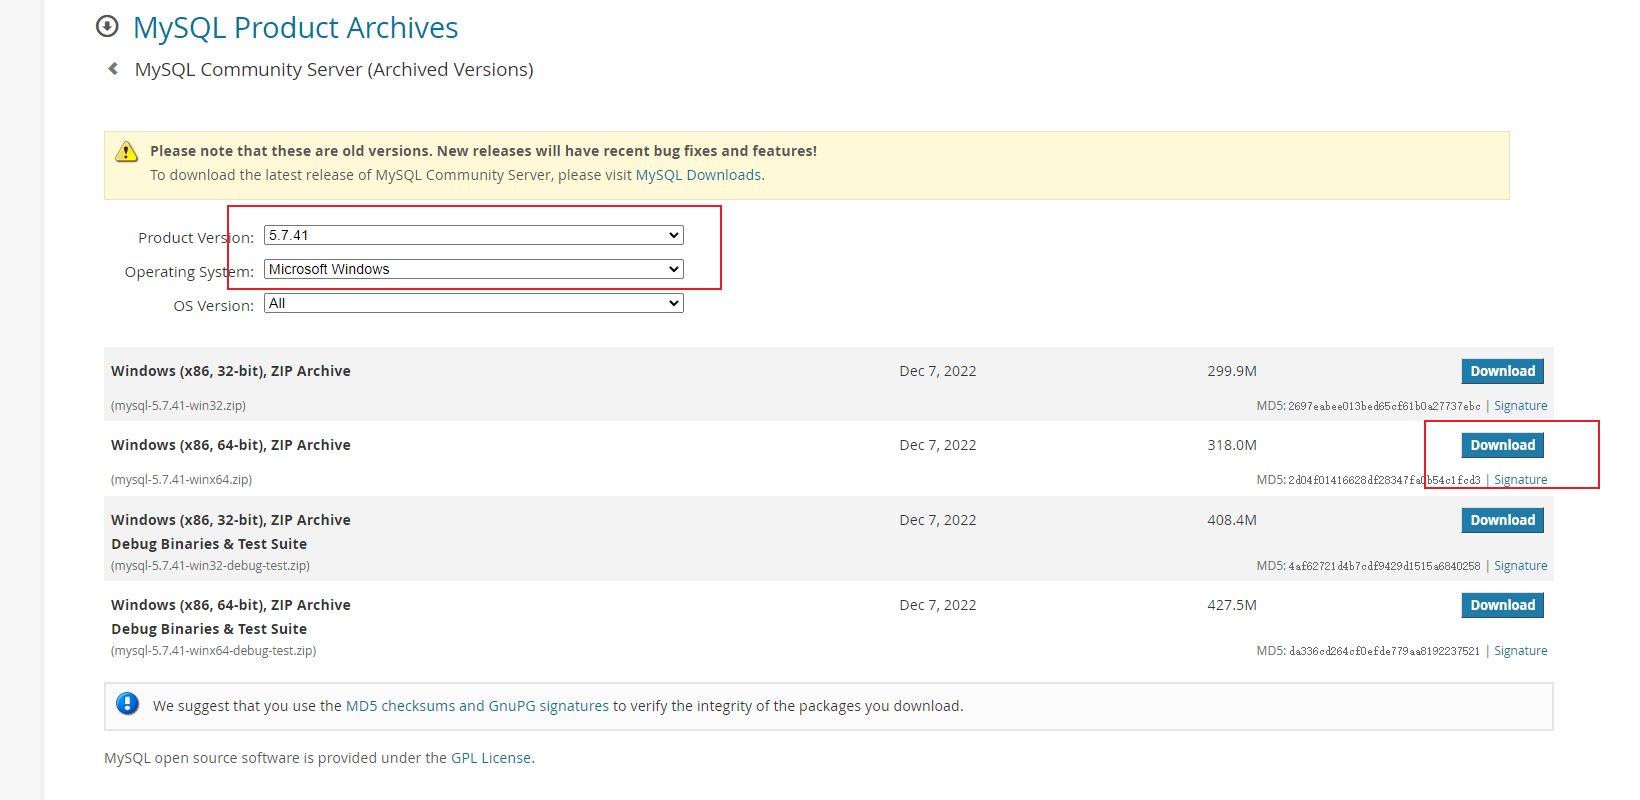 MySQL Product Archives
MySQL Community Server (Archived Versions)
Please note that these are old versions. New releases will have recent bug fixes and features!
To download the latest release of MySQL Community Server, please visit MySQL Downloads.
Product Version: 5.7.41
Operating System: Microsoft Windows
OS Version: All
Windows (x86, 32-bit), ZIP Archive Dec 7, 2022 299.9M Download
(mysql-5.7.41-win32.zip) MD5: 2697eabee013bed65cf61b0a27737ebc | Signature
Windows (x86, 64-bit), ZIP Archive Dec 7, 2022 318.0M Download
(mysql-5.7.41-winx64.zip) MD5: 2d04f01416628df28347fa0b54c1fcd3 | Signature
Windows (x86, 32-bit), ZIP Archive Dec 7, 2022 408.4M Download
Debug Binaries & Test Suite
(mysql-5.7.41-win32-debug-test.zip) MD5: 4af62721d4b7cdf9429d1515a6840258 | Signature
Windows (x86, 64-bit), ZIP Archive Dec 7, 2022 427.5M Download
Debug Binaries & Test Suite
(mysql-5.7.41-winx64-debug-test.zip) MD5: da336cd264cf0efde779aa8192237521 | Signature
We suggest that you use the MD5 checksums and GnuPG signatures to verify the integrity of the packages you download.
MySQL open source software is provided under the GPL License.